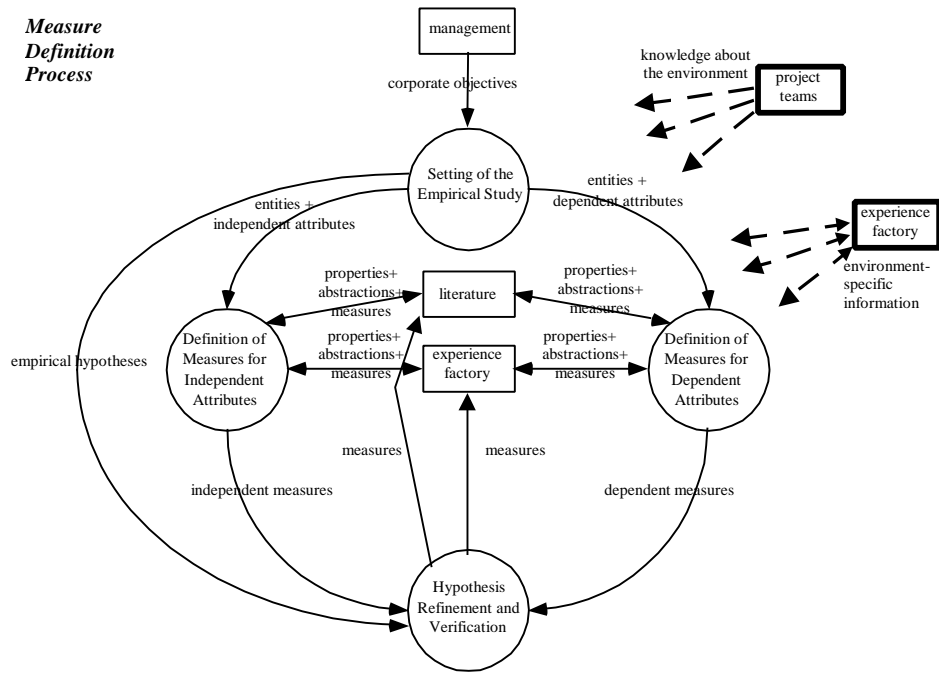 Measure
Definition
Process
management
corporate objectives
knowledge about
the environment
project
teams
Setting of the
Empirical Study
entities +
independent attributes
entities +
dependent attributes
experience
factory
environment-
specific
information
properties+
abstractions+
measures
literature
properties+
abstractions+
measures
Definition of
Measures for
Independent
Attributes
properties+
abstractions+
measures
experience
factory
properties+
abstractions+
measures
Definition of
Measures for
Dependent
Attributes
empirical hypotheses
measures
measures
independent measures
dependent measures
Hypothesis
Refinement and
Verification